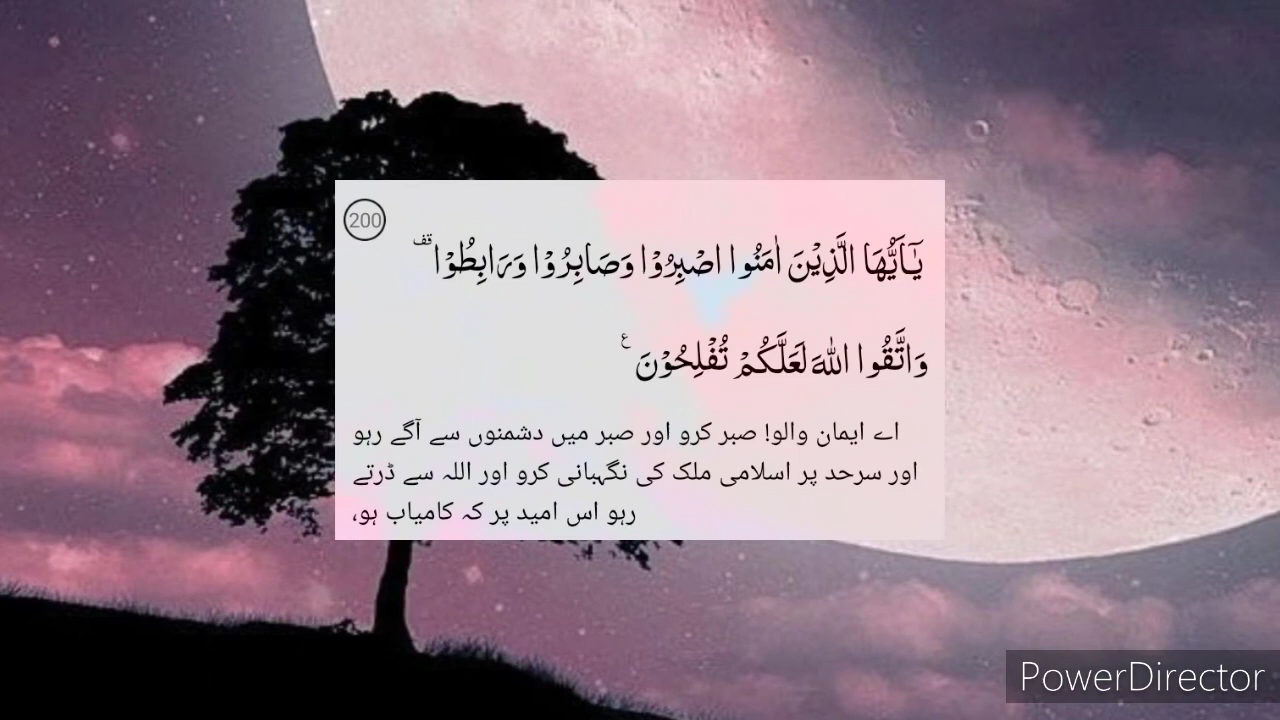 200
يٰۤاَيُّهَا الَّذِيْنَ اٰمَنُوا اصْبِرُوْا وَصَابِرُوْا وَرَابِطُوْا ۫
وَاتَّقُوا اللّٰهَ لَعَلَّكُمْ تُفْلِحُوْنَ ع
اے ایمان والو! صبر کرو اور صبر میں دشمنوں سے آگے رہو
اور سرحد پر اسلامی ملک کی نگہبانی کرو اور اللہ سے ڈرتے
رہو اس امید پر کہ کامیاب ہو،
PowerDirector